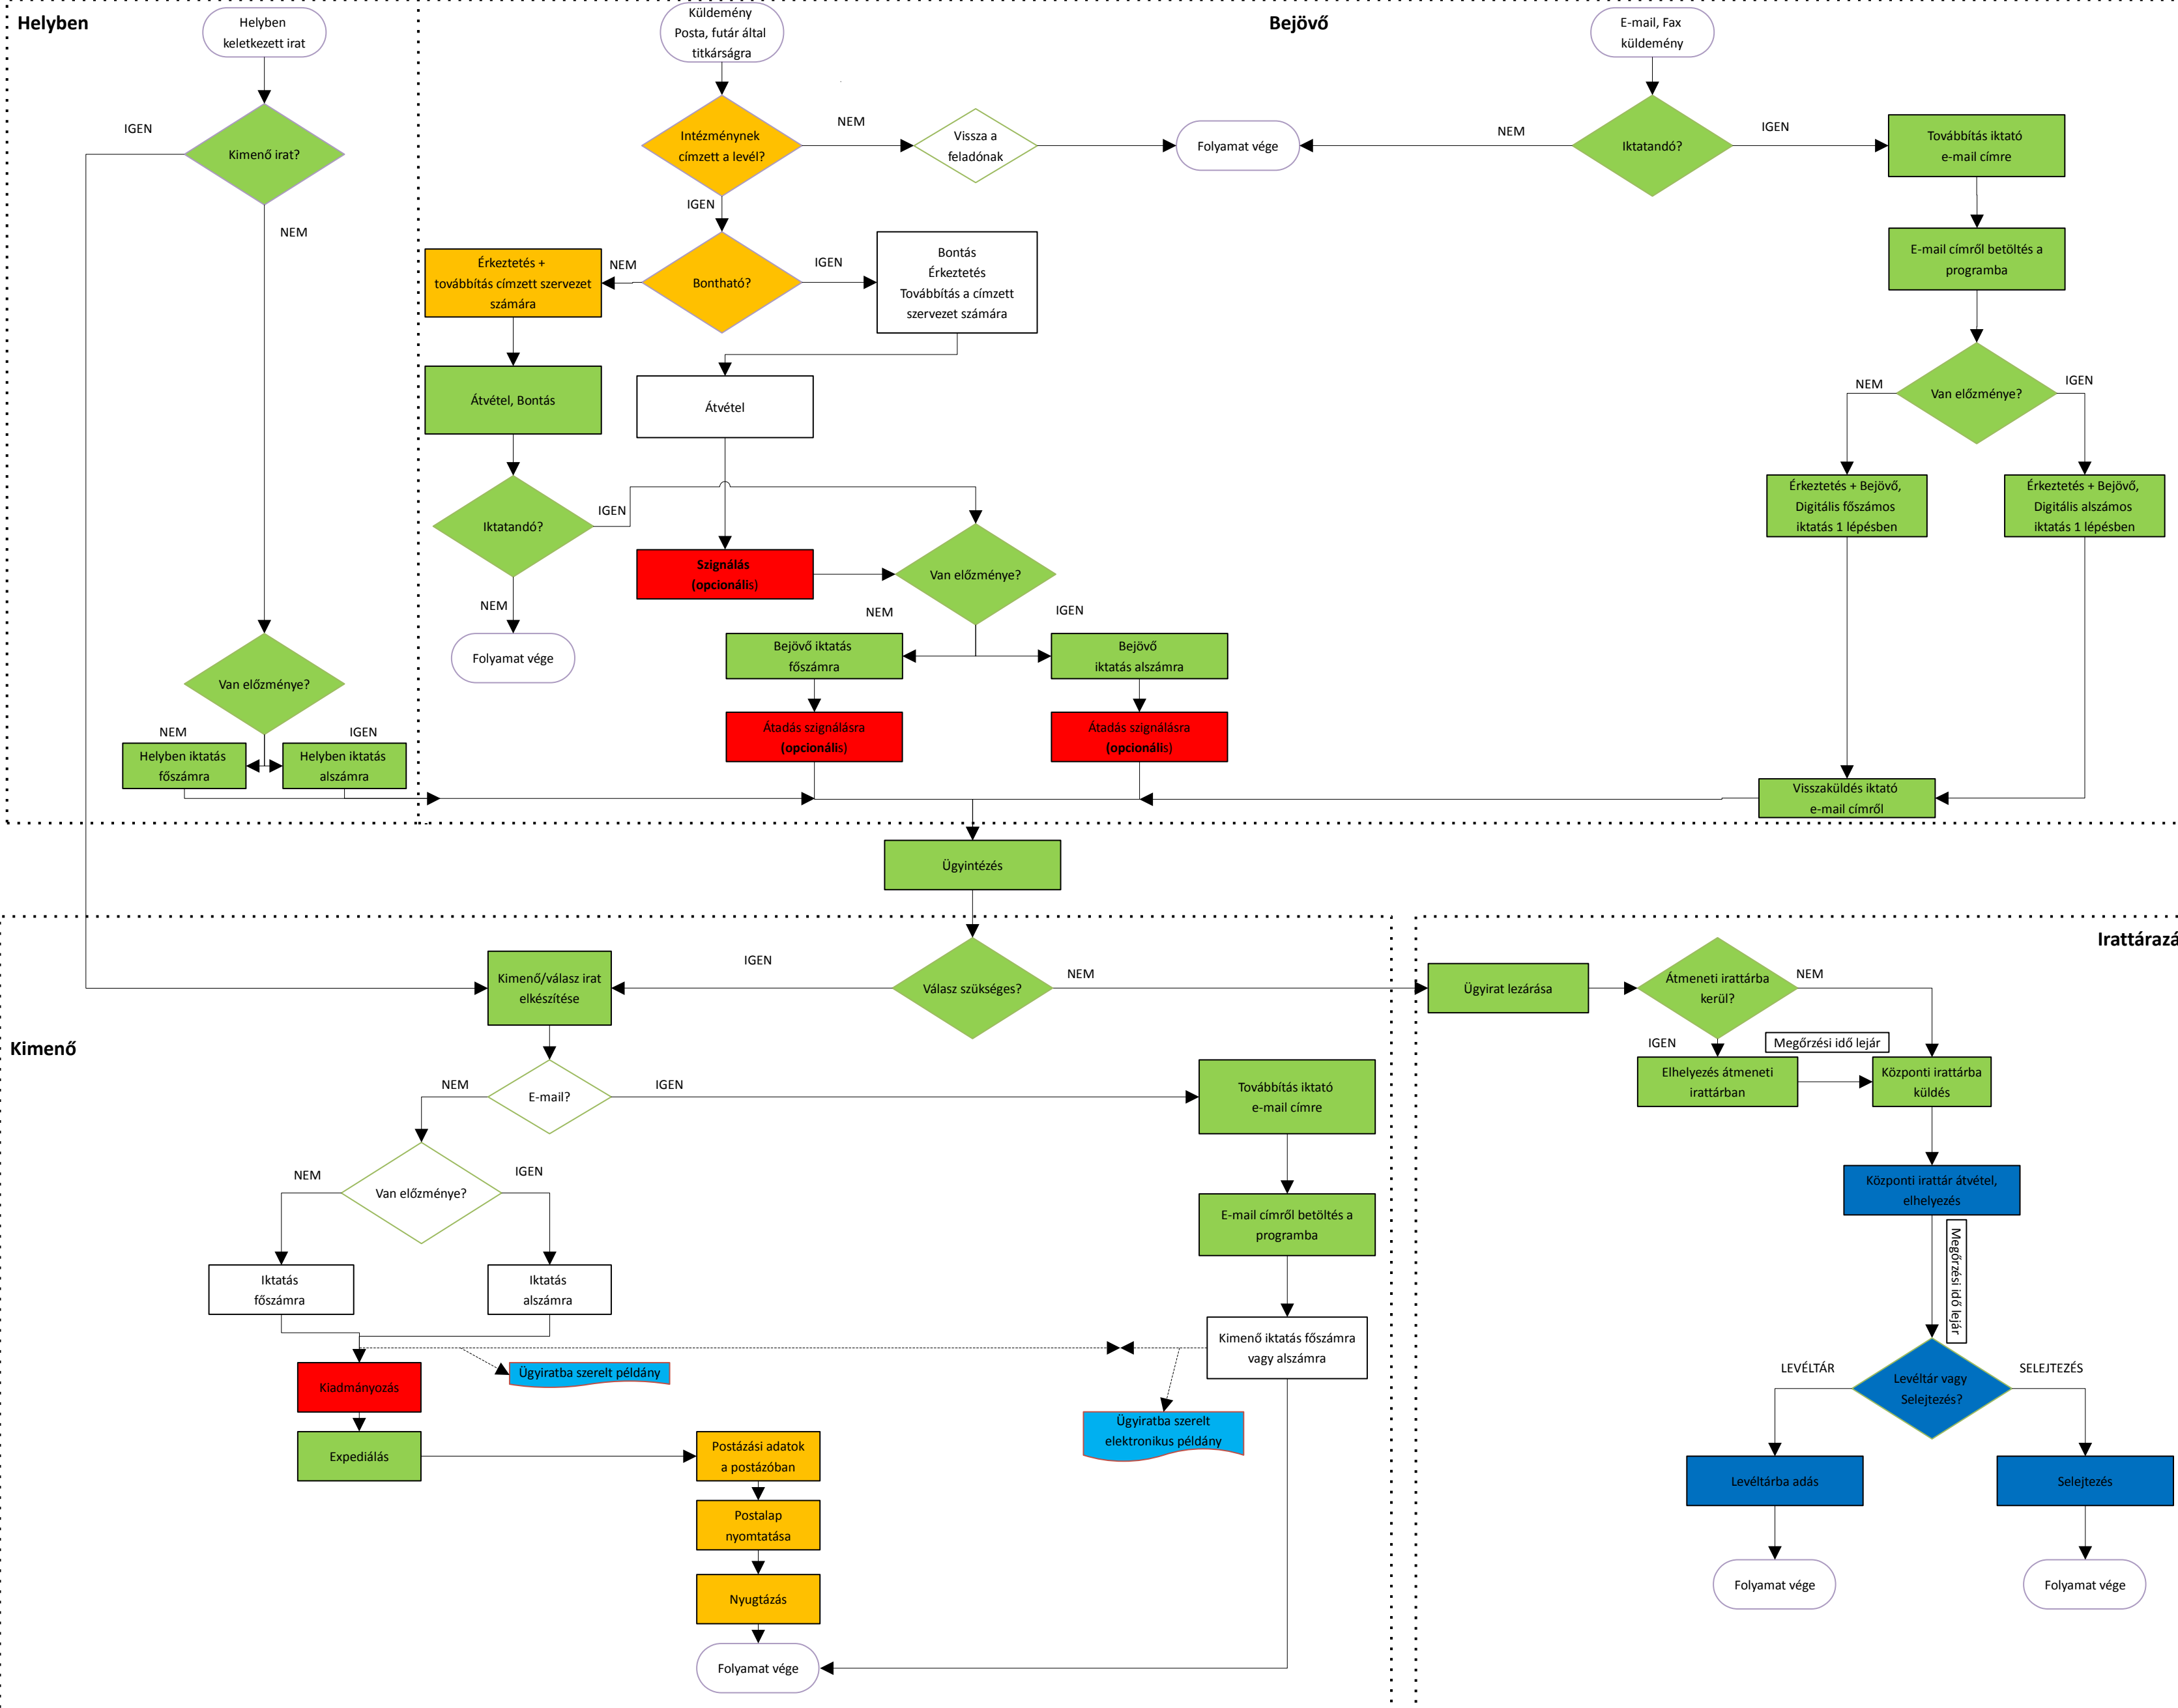 Helyben
Helyben
keletkezett irat
IGEN
Kimenő irat?
NEM
Van előzménye?
NEM
IGEN
Helyben iktatás
főszámra
Helyben iktatás
alszámra
Bejövő
Küldemény
Posta, futár által
titkárságra
Intézménynek
címzett a levél?
NEM
Vissza a
feladónak
Folyamat vége
IGEN
Bontható?
NEM
Érkeztetés +
továbbítás címzett szervezet
számára
IGEN
Bontás
Érkeztetés
Továbbítás a címzett
szervezet számára
Átvétel, Bontás
Átvétel
Iktatandó?
IGEN
NEM
Folyamat vége
Szignálás
(opcionális)
Van előzménye?
NEM
IGEN
Bejövő iktatás
főszámra
Bejövő
iktatás alszámra
Átadás szignálásra
(opcionális)
Átadás szignálásra
(opcionális)
E-mail, Fax
küldemény
Iktatandó?
NEM
IGEN
Továbbítás iktató
e-mail címre
E-mail címről betöltés a
programba
Van előzménye?
NEM
IGEN
Érkeztetés + Bejövő,
Digitális főszámos
iktatás 1 lépésben
Érkeztetés + Bejövő,
Digitális alszámos
iktatás 1 lépésben
Visszaküldés iktató
e-mail címről
Ügyintézés
Válasz szükséges?
IGEN
NEM
Kimenő
Kimenő/válasz irat
elkészítése
E-mail?
NEM
IGEN
Van előzménye?
NEM
IGEN
Iktatás
főszámra
Iktatás
alszámra
Ügyiratba szerelt példány
Kiadmányozás
Expediálás
Postázási adatok
a postázóban
Postalap
nyomtatása
Nyugtázás
Folyamat vége
Továbbítás iktató
e-mail címre
E-mail címről betöltés a
programba
Kimenő iktatás főszámra
vagy alszámra
Ügyiratba szerelt
elektronikus példány
Irattárazá
Ügyirat lezárása
Átmeneti irattárba
kerül?
NEM
IGEN
Megőrzési idő lejár
Elhelyezés átmeneti
irattárban
Központi irattárba
küldés
Központi irattár átvétel,
elhelyezés
Megőrzési idő lejár
Levéltár vagy
Selejtezés?
LEVÉLTÁR
SELEJTEZÉS
Levéltárba adás
Selejtezés
Folyamat vége
Folyamat vége